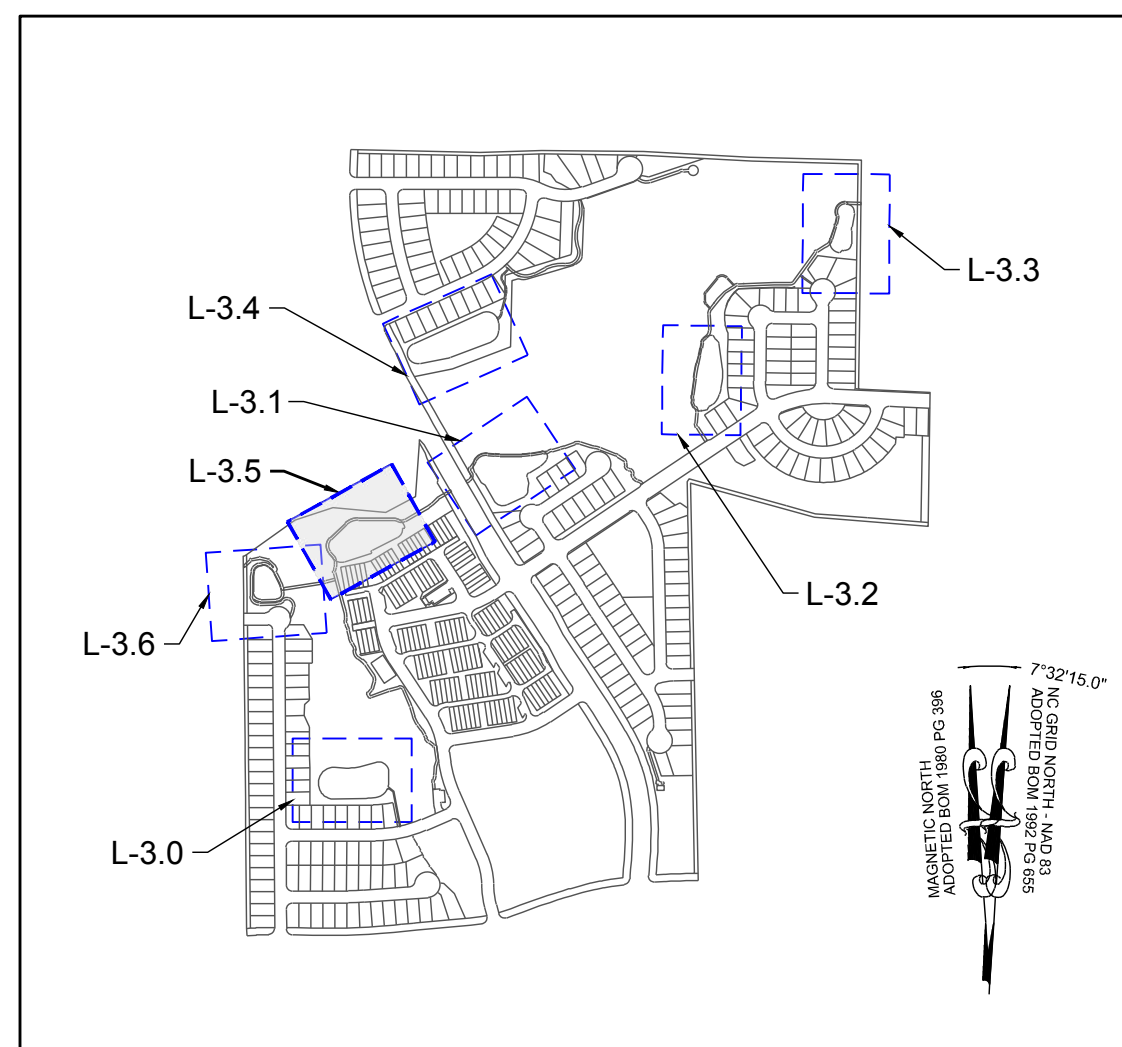 L-3.3
L-3.4
L-3.1
L-3.5
L-3.2
L-3.6
L-3.0
7°32'15.0"
NC GRID NORTH - NAD 83
ADOPTED BOM 1992 PG 655
MAGNETIC NORTH
ADOPTED BOM 1980 PG 396